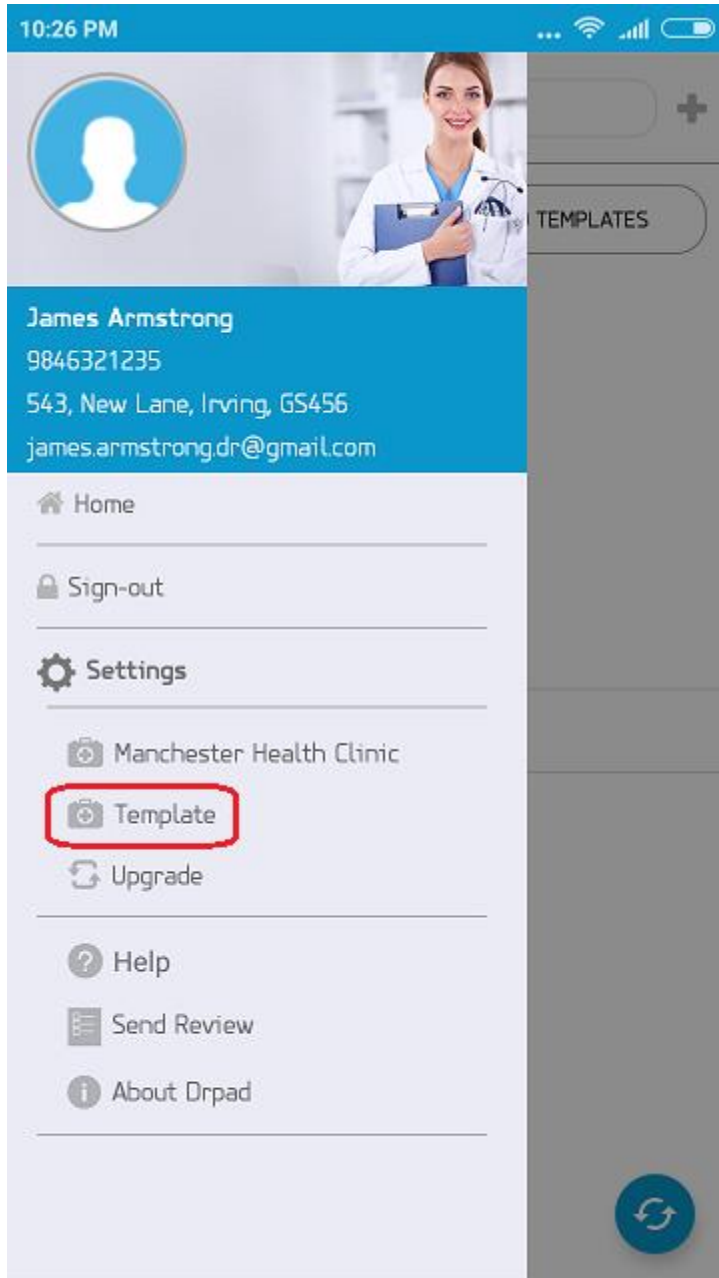 10:26 PM
TEMPLATES
James Armstrong
9846321235
543, New Lane, Irving, GS456
james.armstrong.dr@gmail.com
Home
Sign-out
Settings
Manchester Health Clinic
Template
Upgrade
Help
Send Review
About Drpad